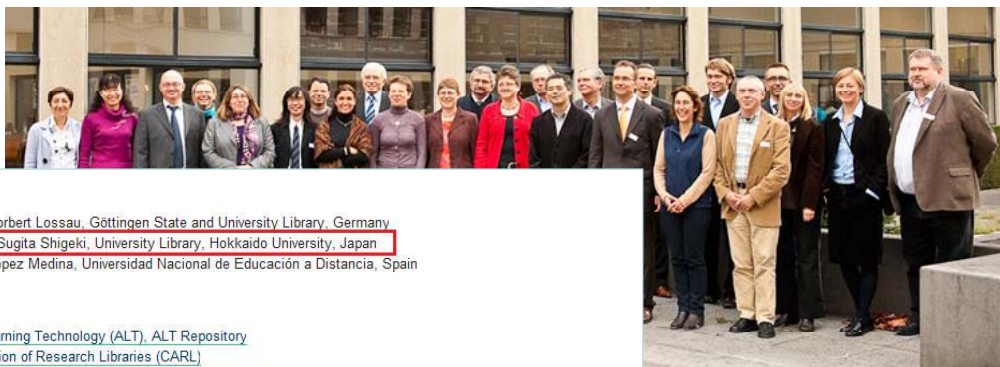 orbert Lossau, Göttingen State and University Library, Germany
Sugita Shigeki, University Library, Hokkaido University, Japan
pez Medina, Universidad Nacional de Educación a Distancia, Spain
rning Technology (ALT), ALT Repository
ion of Research Libraries (CARL)